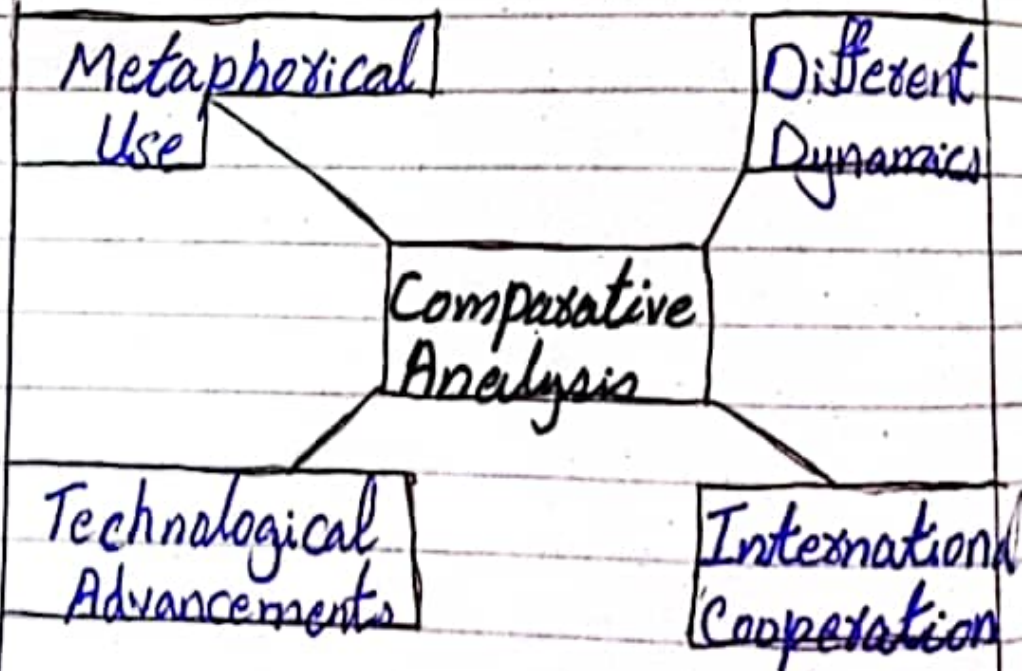 Metaphorical
Use
Different
Dynamics
Comparative
Analysis
Technological
Advancements
International
Cooperation